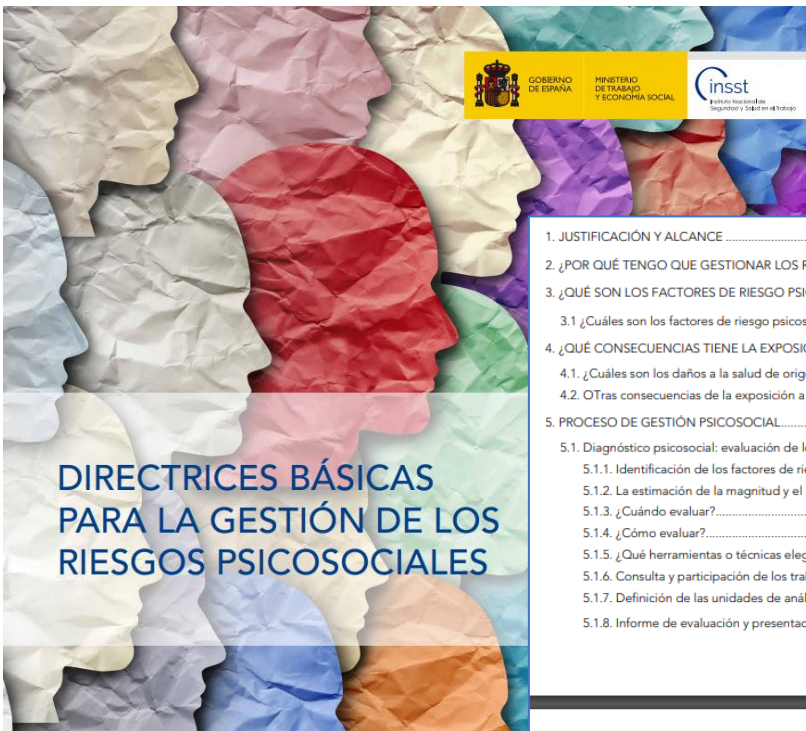 GOBIERNO
DE ESPAÑA
MINISTERIO
DE TRABAJO
Y ECONOMÍA SOCIAL
insst
Instituto Nacional de
Seguridad y Salud en el Trabajo
1. JUSTIFICACIÓN Y ALCANCE
2. ¿POR QUÉ TENGO QUE GESTIONAR LOS
3. ¿QUÉ SON LOS FACTORES DE RIESGO
3.1 ¿Cuáles son los factores de riesgo
4. ¿QUÉ CONSECUENCIAS TIENE LA
4.1. ¿Cuáles son los daños a la salud de
4.2. OTras consecuencias de la exposición a
5. PROCESO DE GESTIÓN PSICOSOCIAL
5.1. Diagnóstico psicosocial: evaluación de
5.1.1. Identificación de los factores de
5.1.2. La estimación de la magnitud y el
5.1.3. ¿Cuándo evaluar?
5.1.4. ¿Cómo evaluar?
5.1.5. ¿Qué herramientas o técnicas
5.1.6. Consulta y participación de los
5.1.7. Definición de las unidades de
5.1.8. Informe de evaluación y
DIRECTRICES BÁSICAS
PARA LA GESTIÓN DE LOS
RIESGOS PSICOSOCIALES